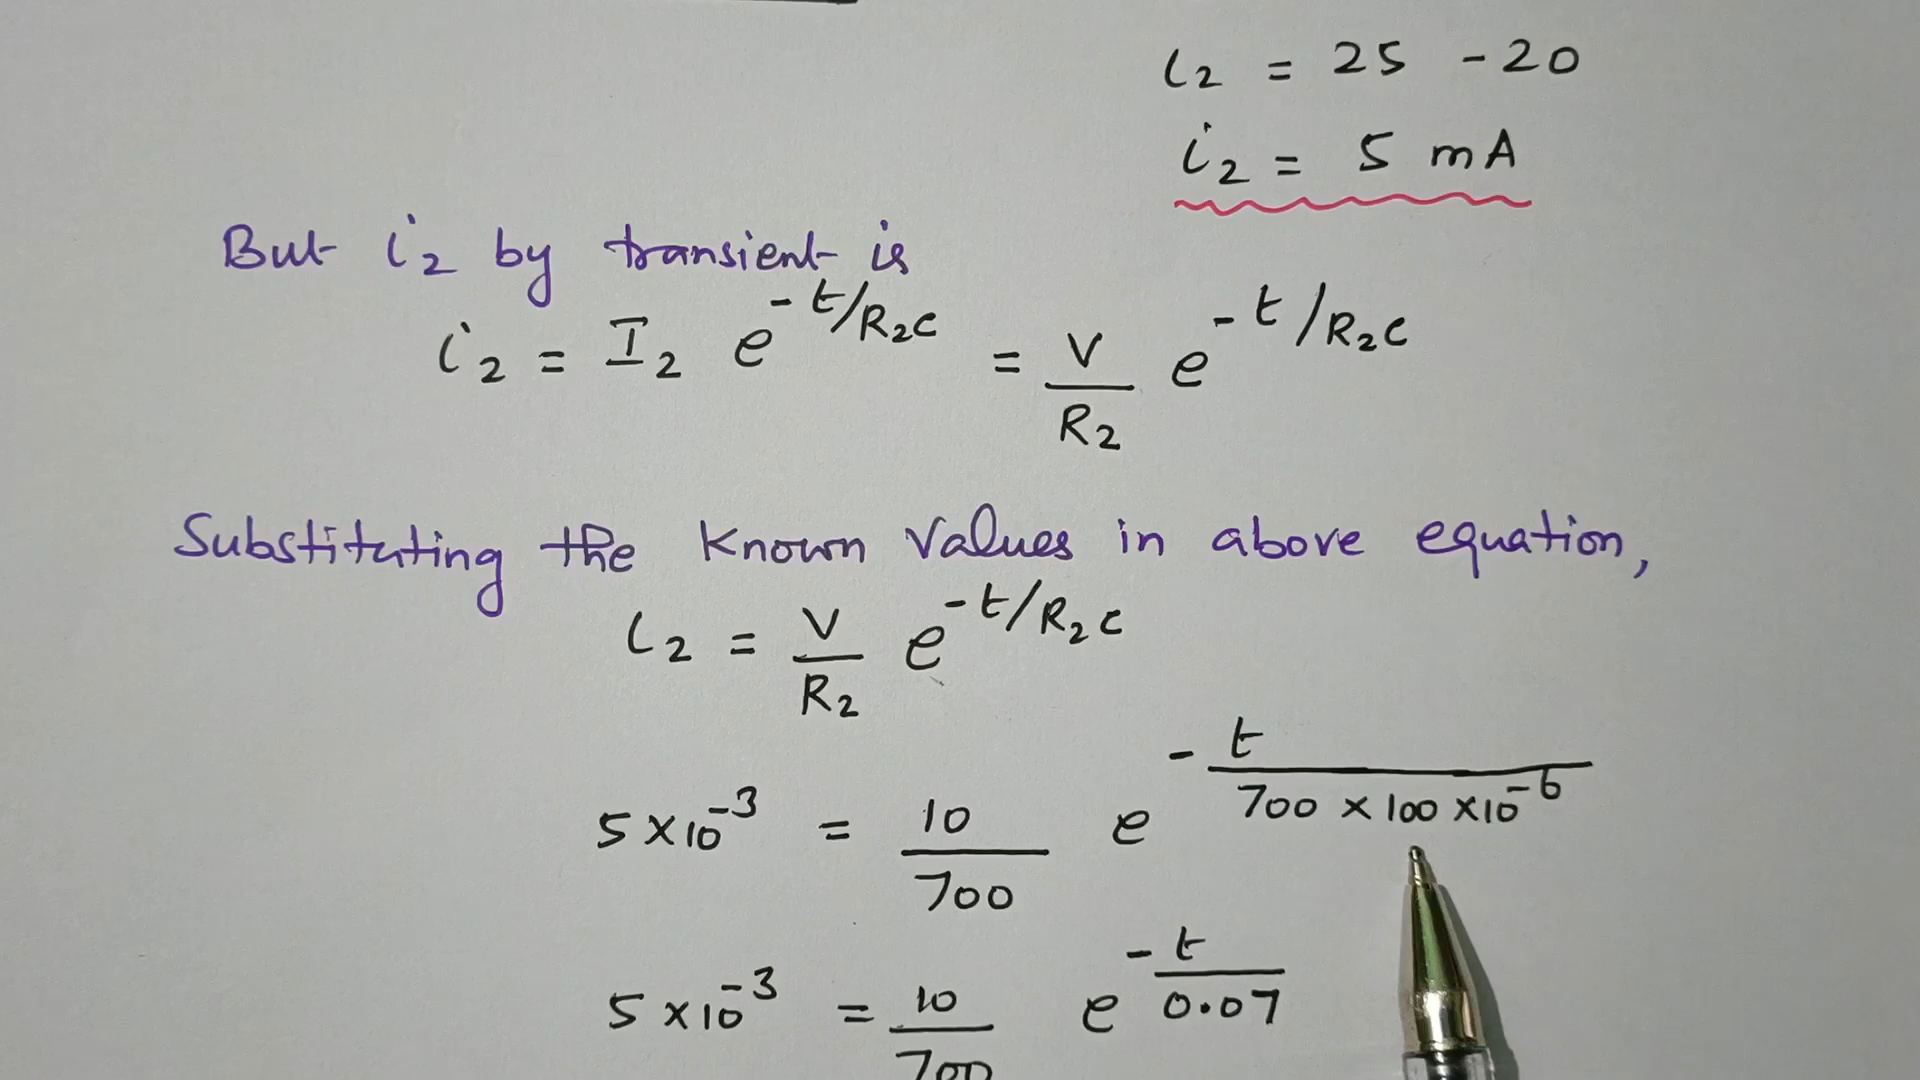 i₂ = 25 - 20
i₂ = 5 mA
But i₂ by transient is
i₂ = I₂ e^(-t/R₂C) = V/R₂ e^(-t/R₂C)
Substituting the known values in above equation,
i₂ = V/R₂ e^(-t/R₂C)
5 × 10⁻³ = 10/700 e^(-t/(700 × 100 × 10⁻⁶))
5 × 10⁻³ = 10/700 e^(-t/0.07)